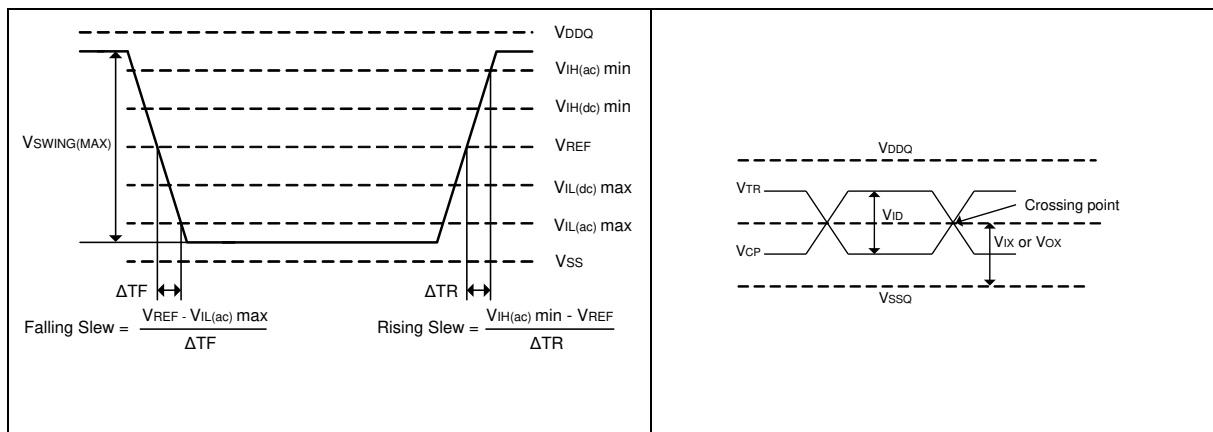 VDDQ
VIH(ac) min
VIH(dc) min
VSWING(MAX)
VREF
VIL(dc) max
VIL(ac) max
VSS
ΔTF
ΔTR
Falling Slew = VREF - VIL(ac) max
ΔTF
Rising Slew = VIH(ac) min - VREF
ΔTR
VDDQ
VTR
VID
Crossing point
VCP
VIX or VOX
VSSQ